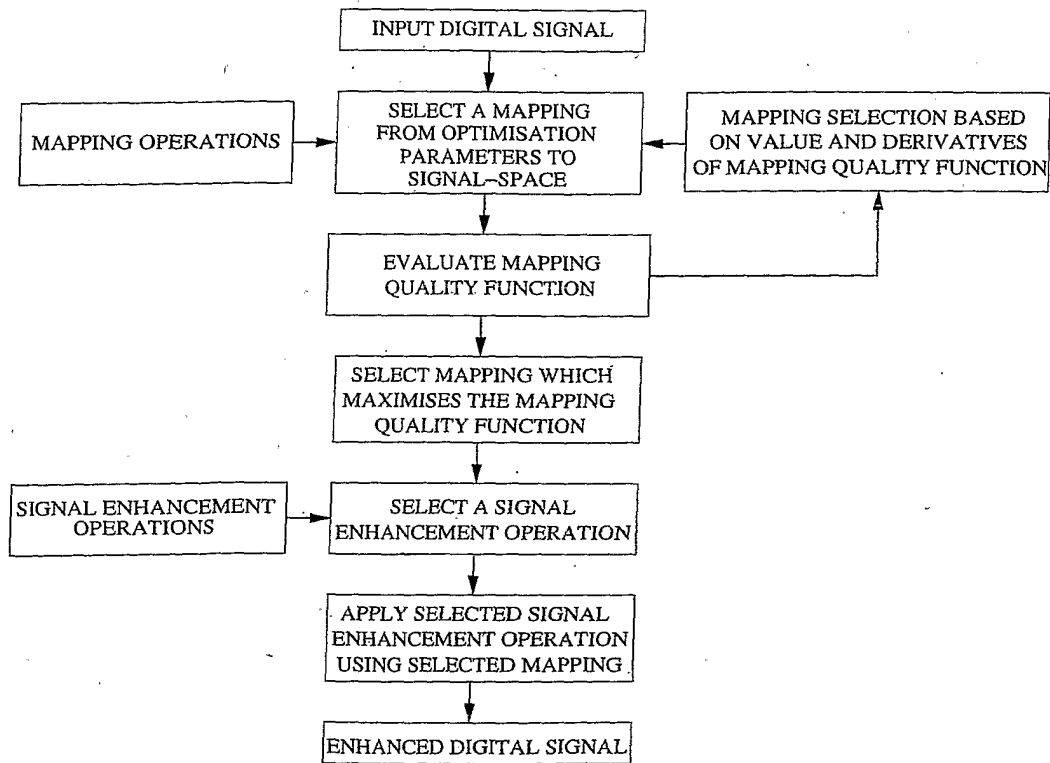 INPUT DIGITAL SIGNAL
MAPPING OPERATIONS
SELECT A MAPPING
FROM OPTIMISATION
PARAMETERS TO
SIGNAL–SPACE
MAPPING SELECTION BASED
ON VALUE AND DERIVATIVES
OF MAPPING QUALITY FUNCTION
EVALUATE MAPPING
QUALITY FUNCTION
SELECT MAPPING WHICH
MAXIMISES THE MAPPING
QUALITY FUNCTION
SIGNAL ENHANCEMENT
OPERATIONS
SELECT A SIGNAL
ENHANCEMENT OPERATION
APPLY SELECTED SIGNAL
ENHANCEMENT OPERATION
USING SELECTED MAPPING
ENHANCED DIGITAL SIGNAL